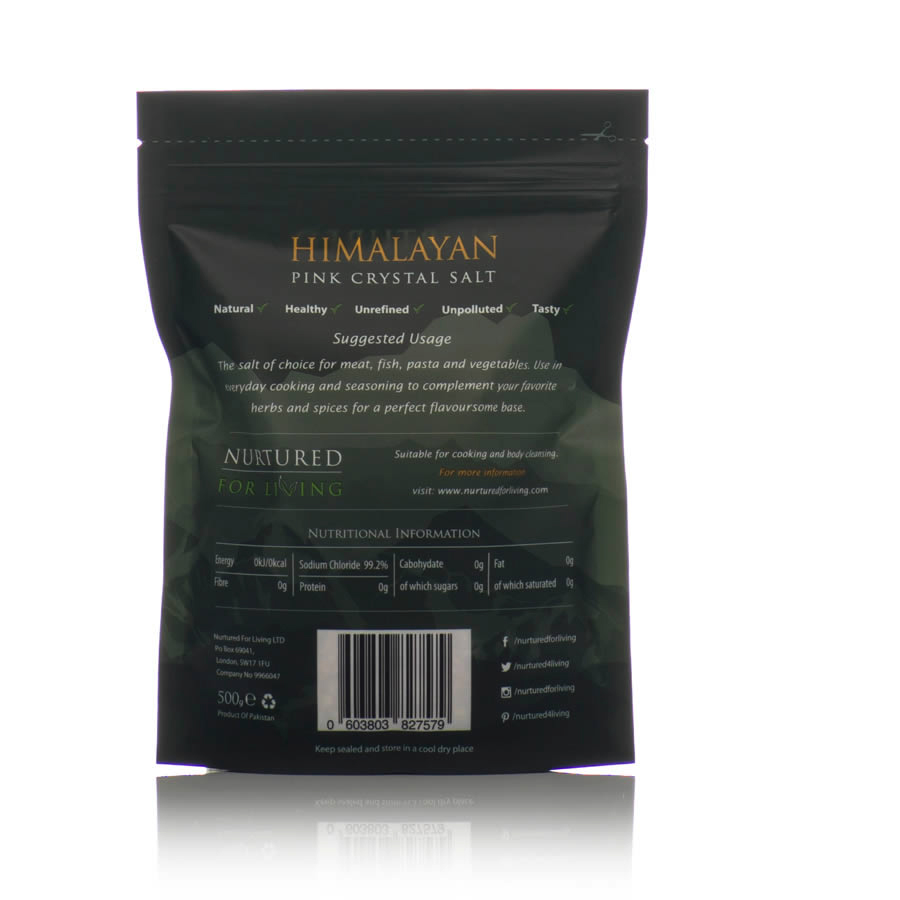 HIMALAYAN
PINK CRYSTAL SALT
Natural ✓ Healthy ✓ Unrefined ✓ Unpolluted ✓ Tasty ✓
Suggested Usage
The salt of choice for meat, fish, pasta and vegetables. Use in
everyday cooking and seasoning to complement your favorite
herbs and spices for a perfect flavoursome base.
NURTURED
FOR LIVING
Suitable for cooking and body cleansing.
For more information
visit: www.nurturedforliving.com
NUTRITIONAL INFORMATION
Energy 0kJ/0kcal Sodium Chloride 99.2% Cabohydate 0g Fat 0g
Fibre 0g Protein 0g of which sugars 0g of which saturated 0g
Nurtured For Living LTD
Po Box 69041,
London, SW17 1FU
Company No 9966047
500g ℮
Product Of Pakistan
0 603803 827579
/nurturedforliving
/nurtured4living
/nurturedforliving
/nurtured4living
Keep sealed and store in a cool dry place